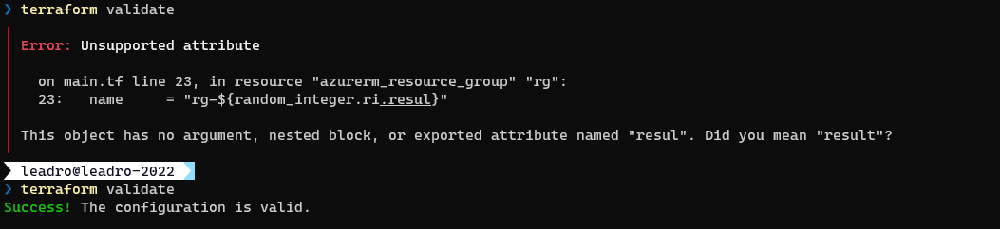 ❯ terraform validate
Error: Unsupported attribute
on main.tf line 23, in resource "azurerm_resource_group" "rg":
23:   name     = "rg-${random_integer.ri.resul}"
This object has no argument, nested block, or exported attribute named "resul". Did you mean "result"?
leadro@leadro-2022
❯ terraform validate
Success! The configuration is valid.